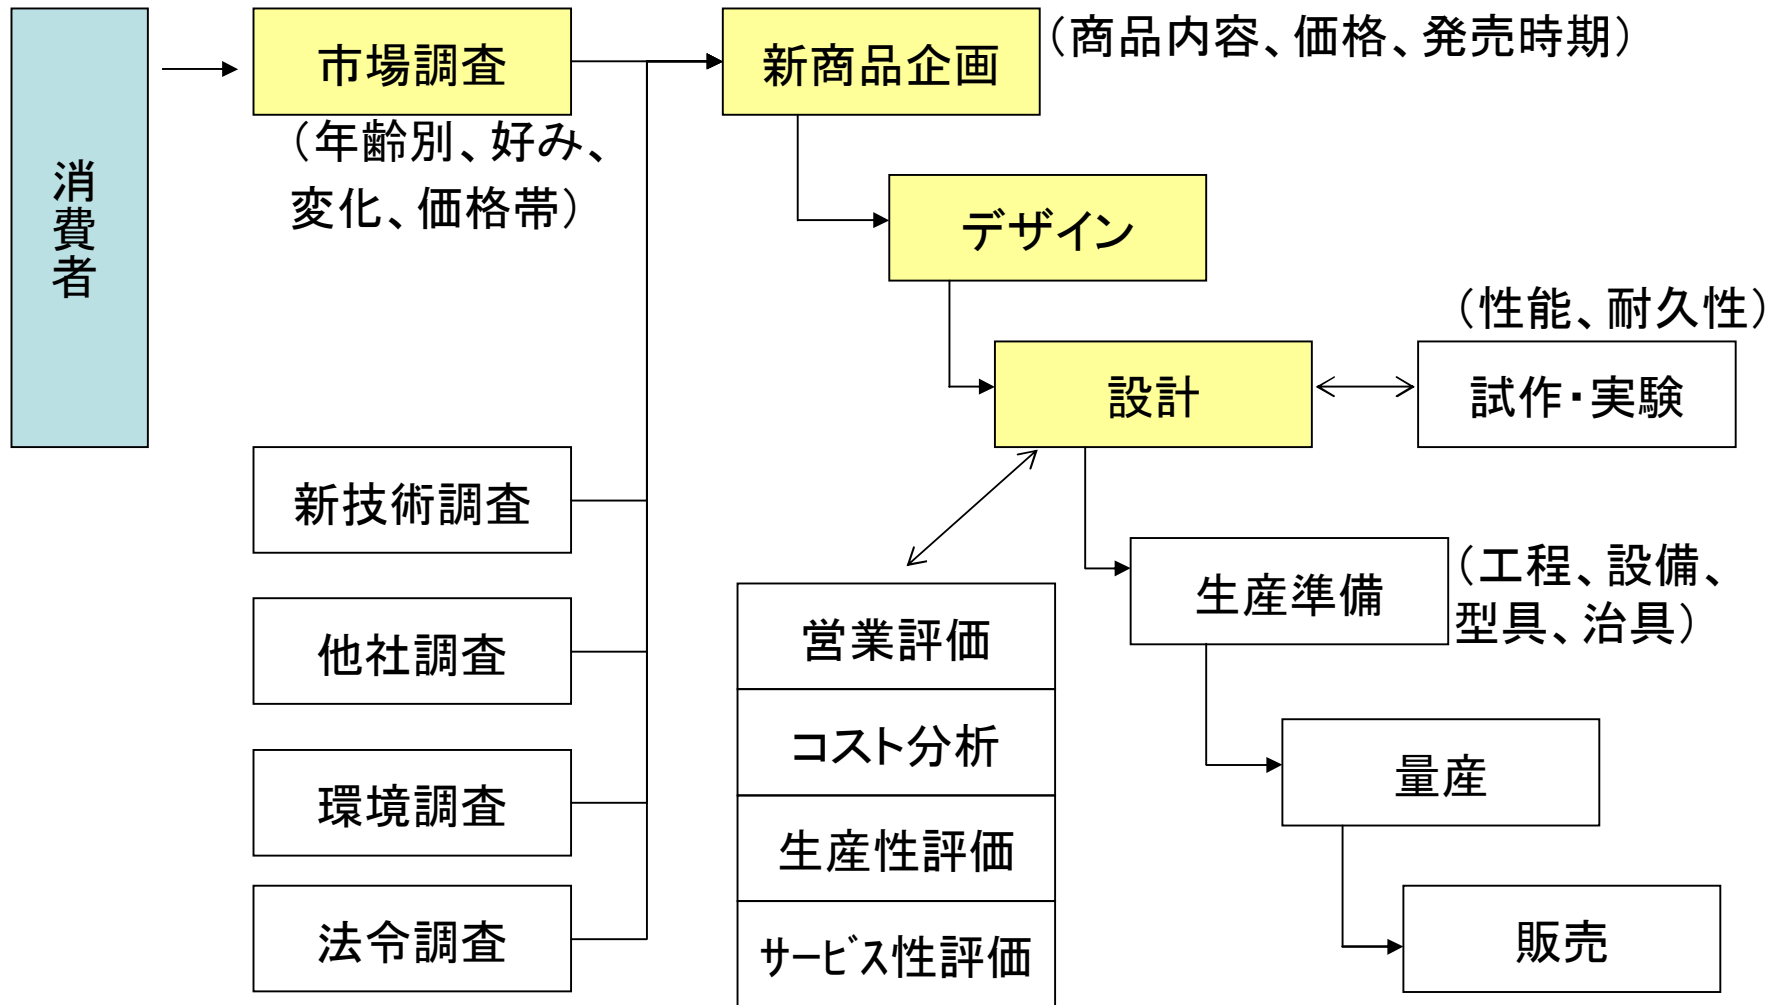 消費者
市場調査
（年齢別、好み、
変化、価格帯）
新技術調査
他社調査
環境調査
法令調査
新商品企画
（商品内容、価格、発売時期）
デザイン
設計
（性能、耐久性）
試作・実験
営業評価
コスト分析
生産性評価
サービス性評価
生産準備
（工程、設備、
型具、治具）
量産
販売